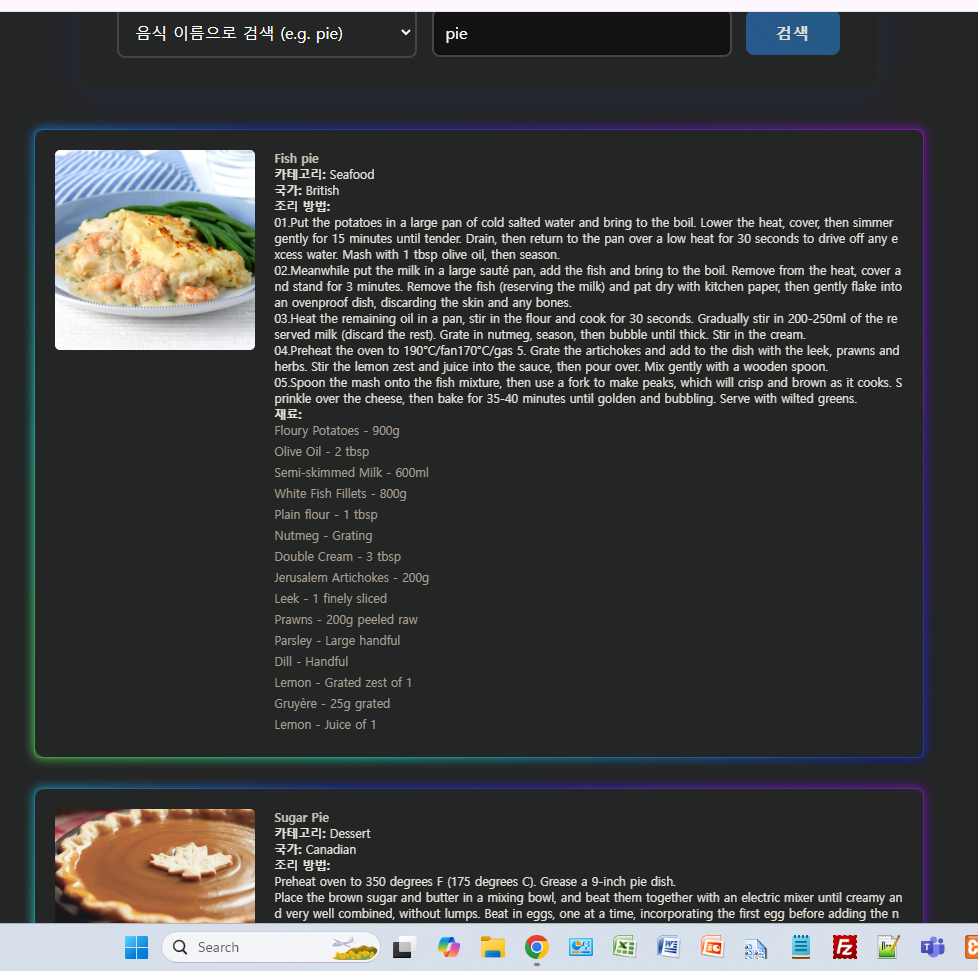 음식 이름으로 검색 (e.g. pie)
pie
검색
Fish pie
카테고리: Seafood
국가: British
조리 방법:
01.Put the potatoes in a large pan of cold salted water and bring to the boil. Lower the heat, cover, then simmer
gently for 15 minutes until tender. Drain, then return to the pan over a low heat for 30 seconds to drive off any e
xcess water. Mash with 1 tbsp olive oil, then season.
02.Meanwhile put the milk in a large sauté pan, add the fish and bring to the boil. Remove from the heat, cover a
nd stand for 3 minutes. Remove the fish (reserving the milk) and pat dry with kitchen paper, then gently flake into
an ovenproof dish, discarding the skin and any bones.
03.Heat the remaining oil in a pan, stir in the flour and cook for 30 seconds. Gradually stir in 200-250ml of the re
served milk (discard the rest). Grate in nutmeg, season, then bubble until thick. Stir in the cream.
04.Preheat the oven to 190°C/fan170°C/gas 5. Grate the artichokes and add to the dish with the leek, prawns and
herbs. Stir the lemon zest and juice into the sauce, then pour over. Mix gently with a wooden spoon.
05.Spoon the mash onto the fish mixture, then use a fork to make peaks, which will crisp and brown as it cooks. S
prinkle over the cheese, then bake for 35-40 minutes until golden and bubbling. Serve with wilted greens.
재료:
Floury Potatoes - 900g
Olive Oil - 2 tbsp
Semi-skimmed Milk - 600ml
White Fish Fillets - 800g
Plain flour - 1 tbsp
Nutmeg - Grating
Double Cream - 3 tbsp
Jerusalem Artichokes - 200g
Leek - 1 finely sliced
Prawns - 200g peeled raw
Parsley - Large handful
Dill - Handful
Lemon - Grated zest of 1
Gruyère - 25g grated
Lemon - Juice of 1
Sugar Pie
카테고리: Dessert
국가: Canadian
조리 방법:
Preheat oven to 350 degrees F (175 degrees C). Grease a 9-inch pie dish.
Place the brown sugar and butter in a mixing bowl, and beat them together with an electric mixer until creamy an
d very well combined, without lumps. Beat in eggs, one at a time, incorporating the first egg before adding the n
Search